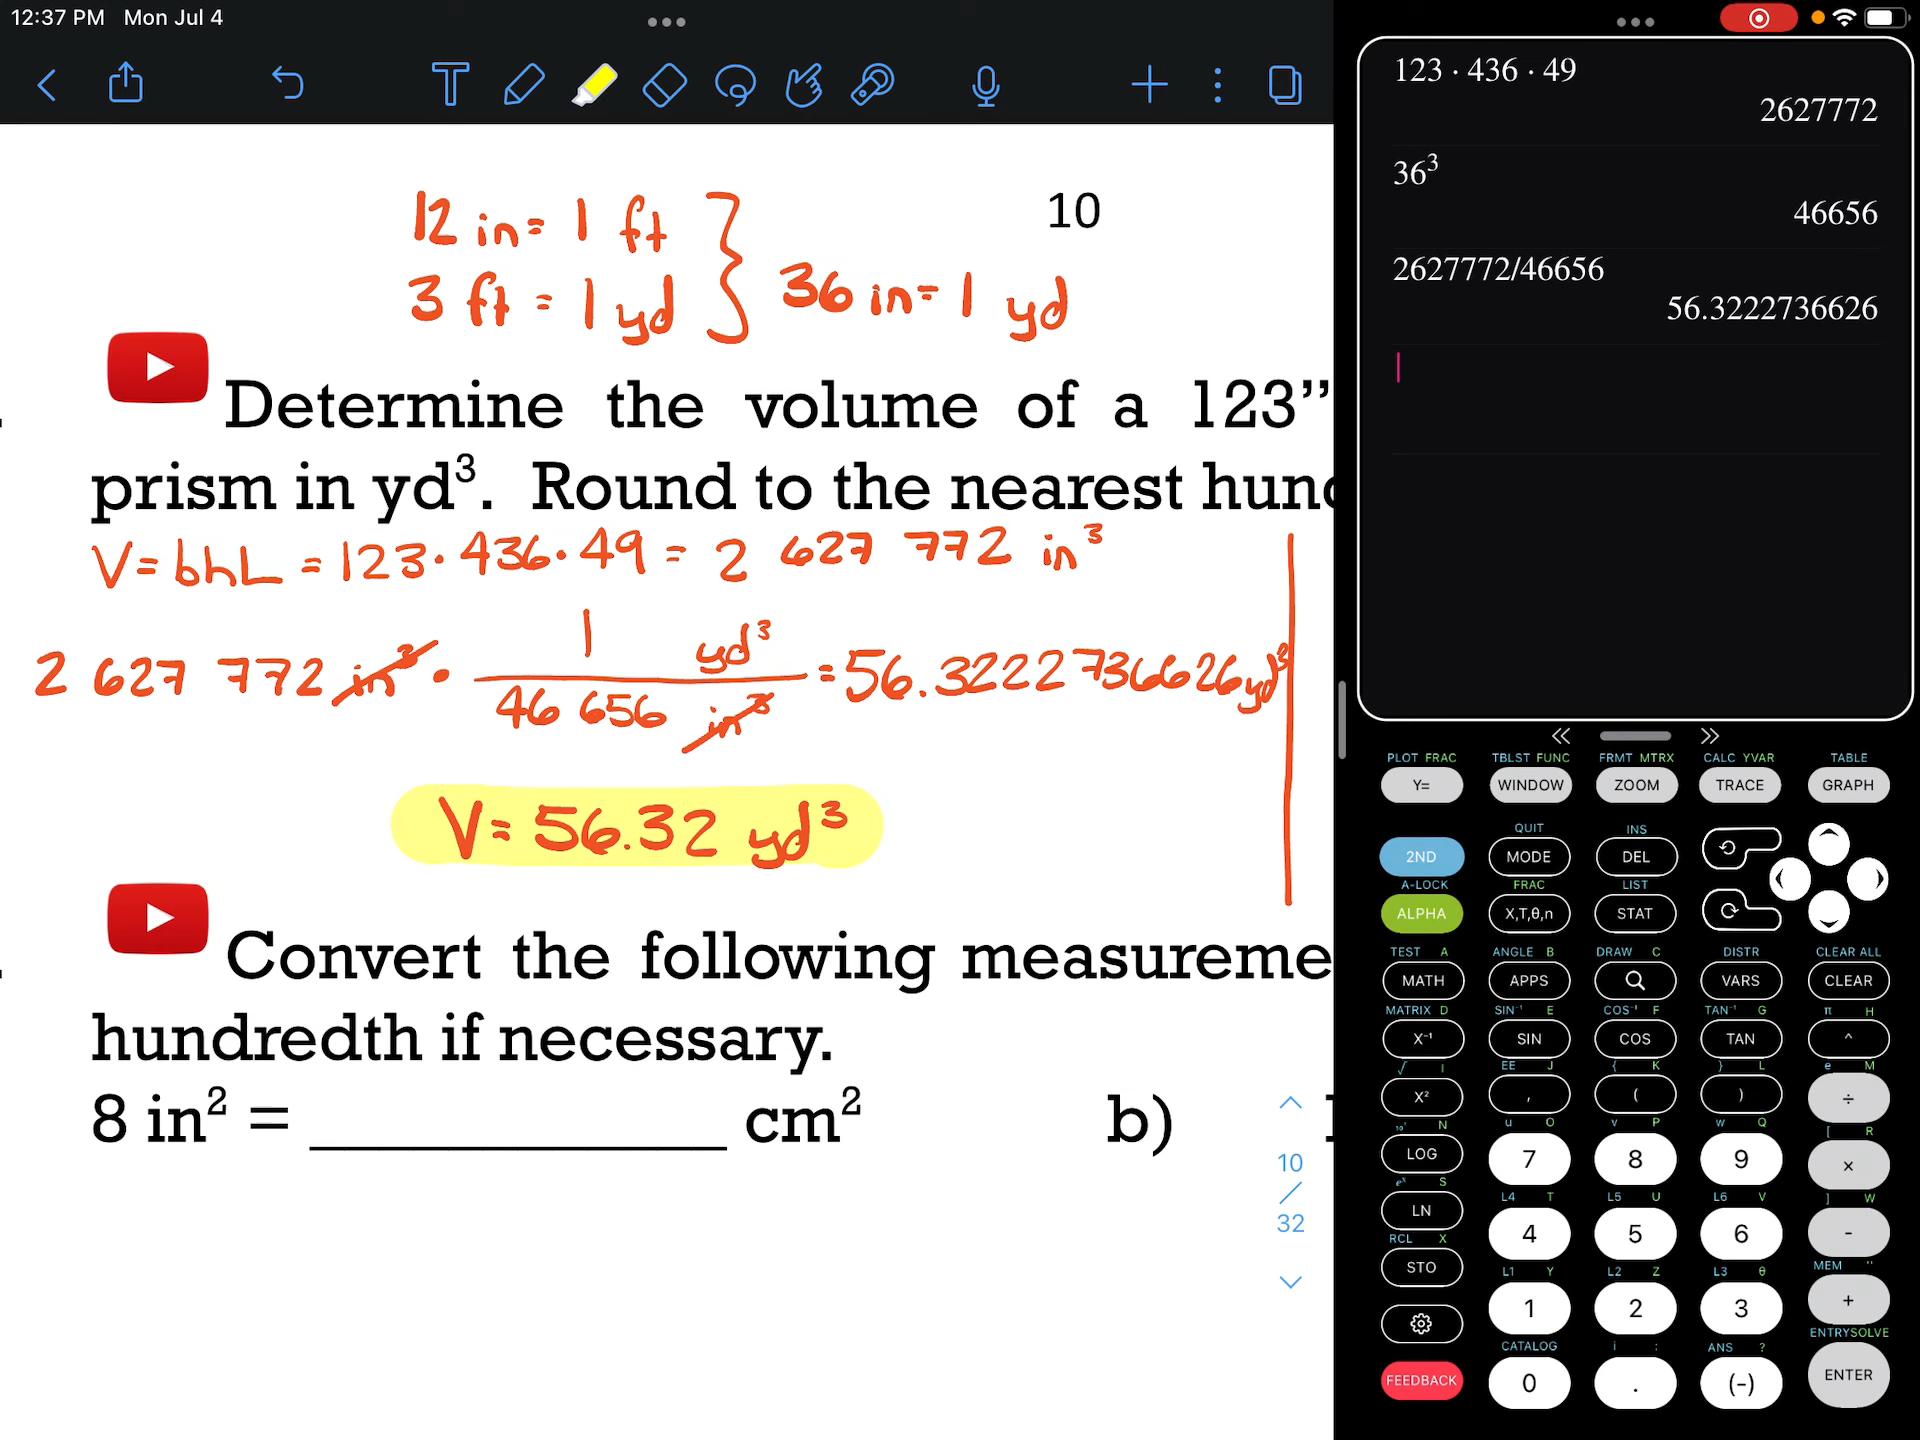 12:37 PM Mon Jul 4
12 in = 1 ft
3 ft = 1 yd
36 in = 1 yd
10
Determine the volume of a 123”
prism in yd³. Round to the nearest hund
V = bhL = 123 · 436 · 49 = 2 627 772 in³
2 627 772 in³ · 1 yd³ / 46 656 in³ = 56.3222736626 yd³
V = 56.32 yd³
Convert the following measureme
hundredth if necessary.
8 in² = ____________ cm² b)
10
/
32
123 · 436 · 49
2627772
36³
46656
2627772/46656
56.3222736626
PLOT FRAC TBLST FUNC FRMT MTRX CALC YVAR TABLE
Y= WINDOW ZOOM TRACE GRAPH
QUIT INS
2ND MODE DEL
A-LOCK FRAC LIST
ALPHA X,T,θ,n STAT
TEST A ANGLE B DRAW C DISTR CLEAR ALL
MATH APPS VARS CLEAR
MATRIX D SIN⁻¹ E COS⁻¹ F TAN⁻¹ G π H
X⁻¹ SIN COS TAN ^
√ I EE J { K } L e M
X² , ( ) ÷
10ˣ N u O v P w Q [ R
LOG 7 8 9 ×
eˣ S L4 T L5 U L6 V ] W
LN 4 5 6 -
RCL X L1 Y L2 Z L3 θ MEM "
STO 1 2 3 +
CATALOG i : ANS ? ENTRY SOLVE
FEEDBACK 0 . (-) ENTER